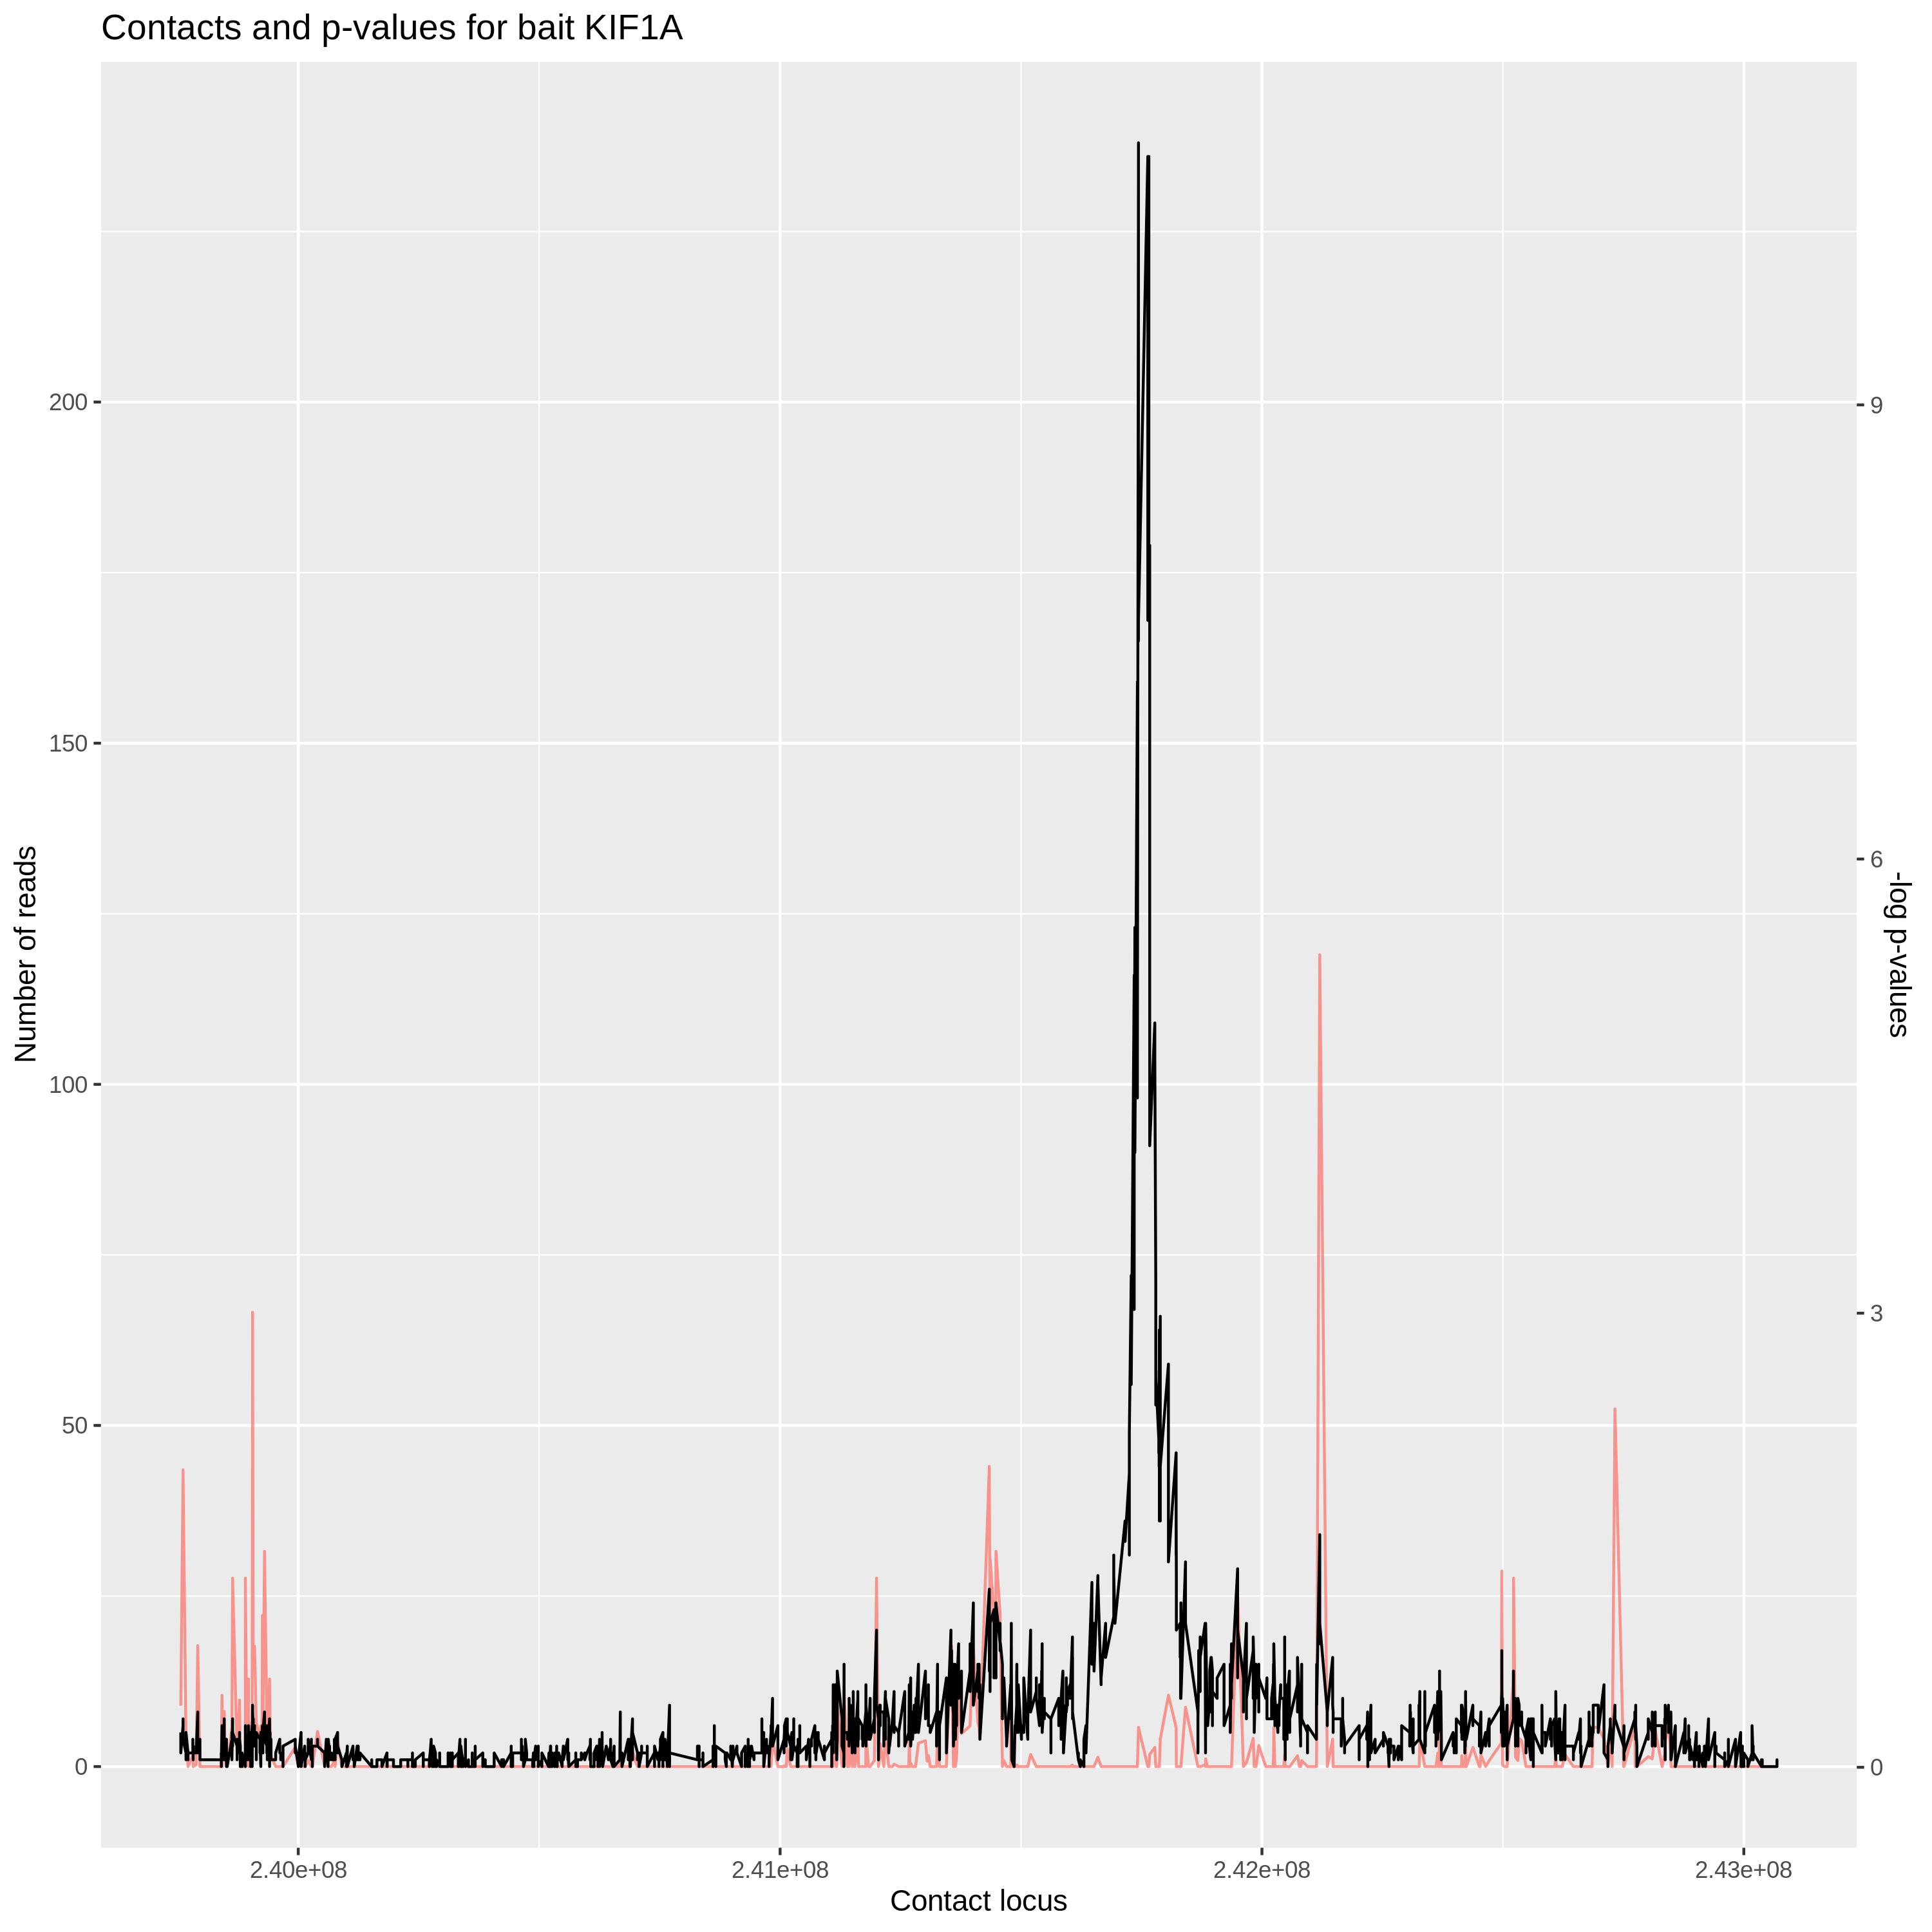 Contacts and p-values for bait KIF1A
Number of reads
200
150
100
50
0
9
6
3
0
-log p-values
2.40e+08
2.41e+08
2.42e+08
2.43e+08
Contact locus